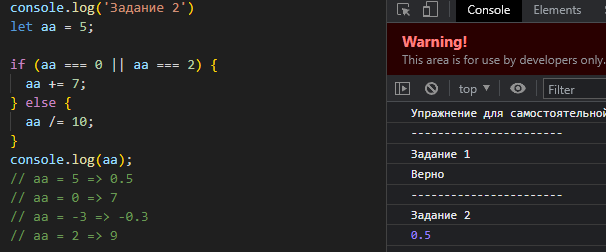 console.log('Задание 2')
let aa = 5;
if (aa === 0 || aa === 2) {
aa += 7;
} else {
aa /= 10;
}
console.log(aa);
// aa = 5 => 0.5
// aa = 0 => 7
// aa = -3 => -0.3
// aa = 2 => 9
Console
Elements
Warning!
This area is for use by developers only.
top
Filter
Упражнение для самостоятельной
-----------------------
Задание 1
Верно
-----------------------
Задание 2
0.5